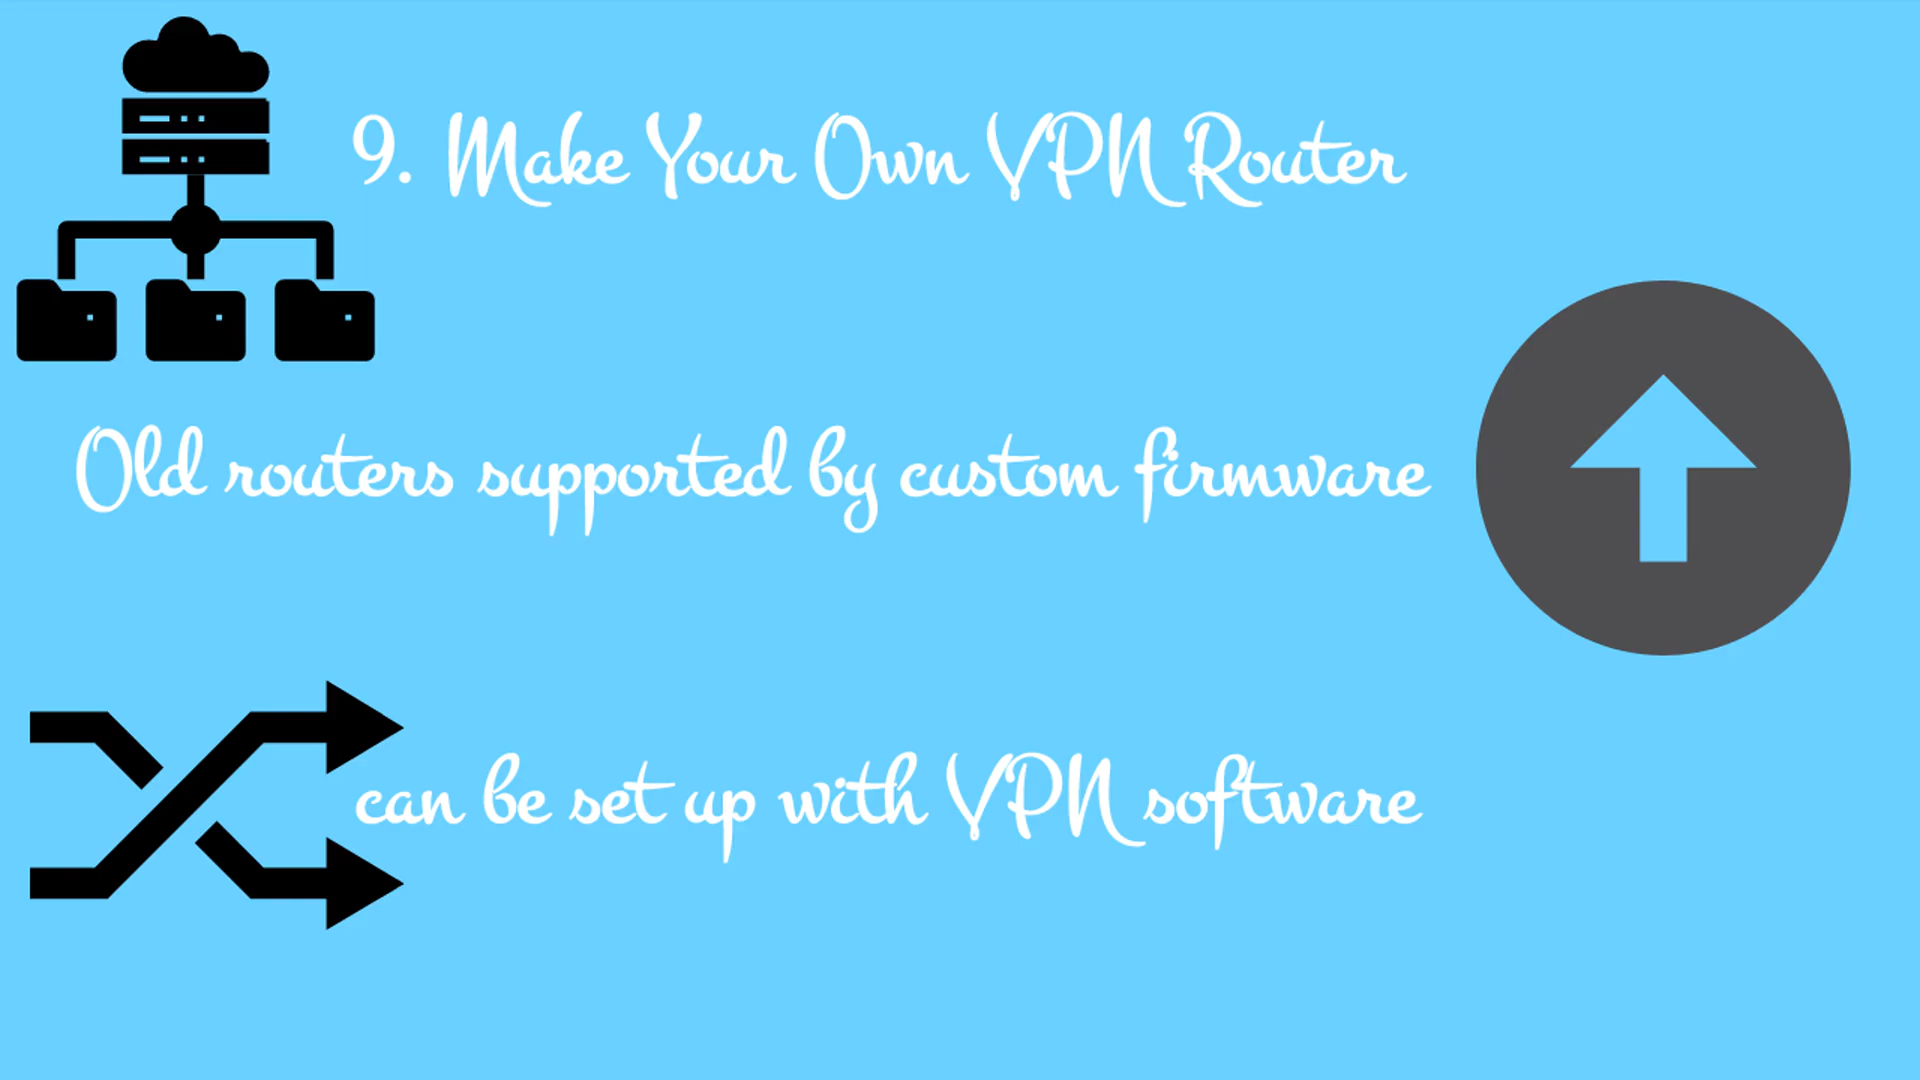 9. Make Your Own VPN Router
Old routers supported by custom firmware
can be set up with VPN software